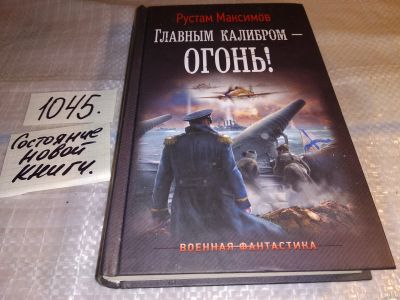 Рустам Максимов
ГЛАВНЫМ КАЛИБРОМ —
ОГОНЬ!
ВОЕННАЯ ФАНТАСТИКА
1045.
Состояние
новой
книги.